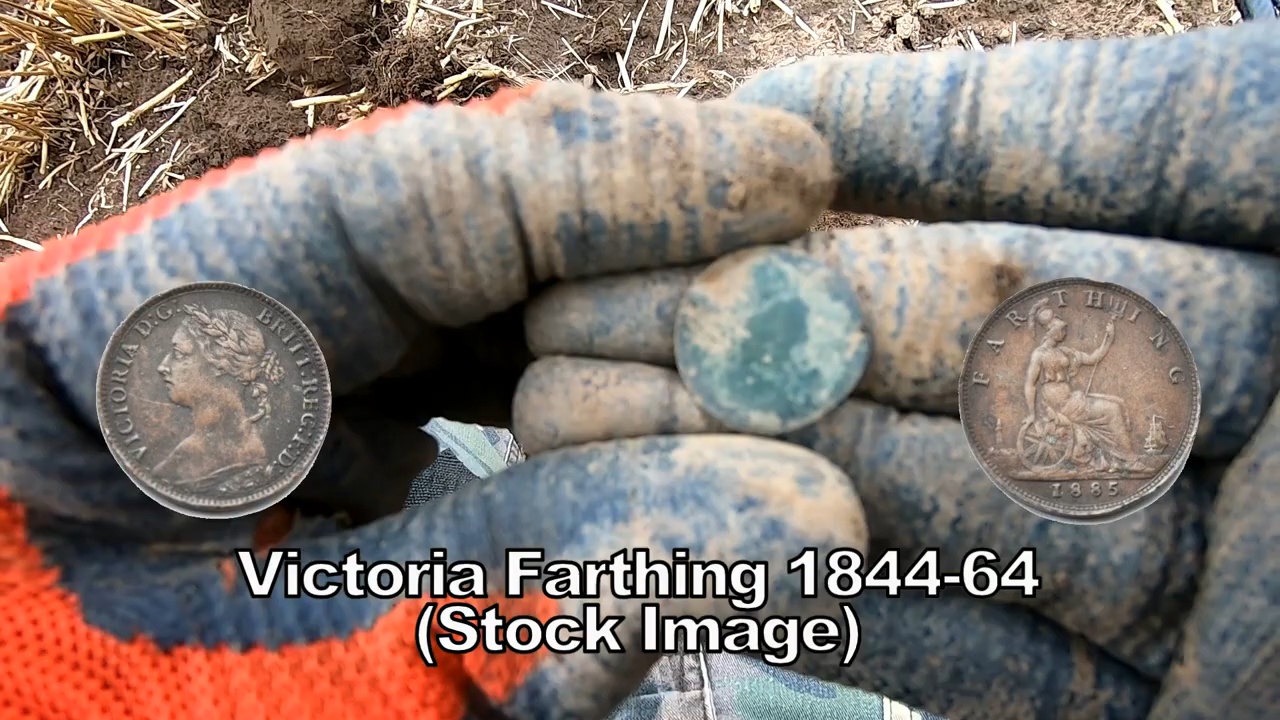 VICTORIA D.G. BRITT.REG.F.D.
FARTHING
1885
Victoria Farthing 1844-64
(Stock Image)